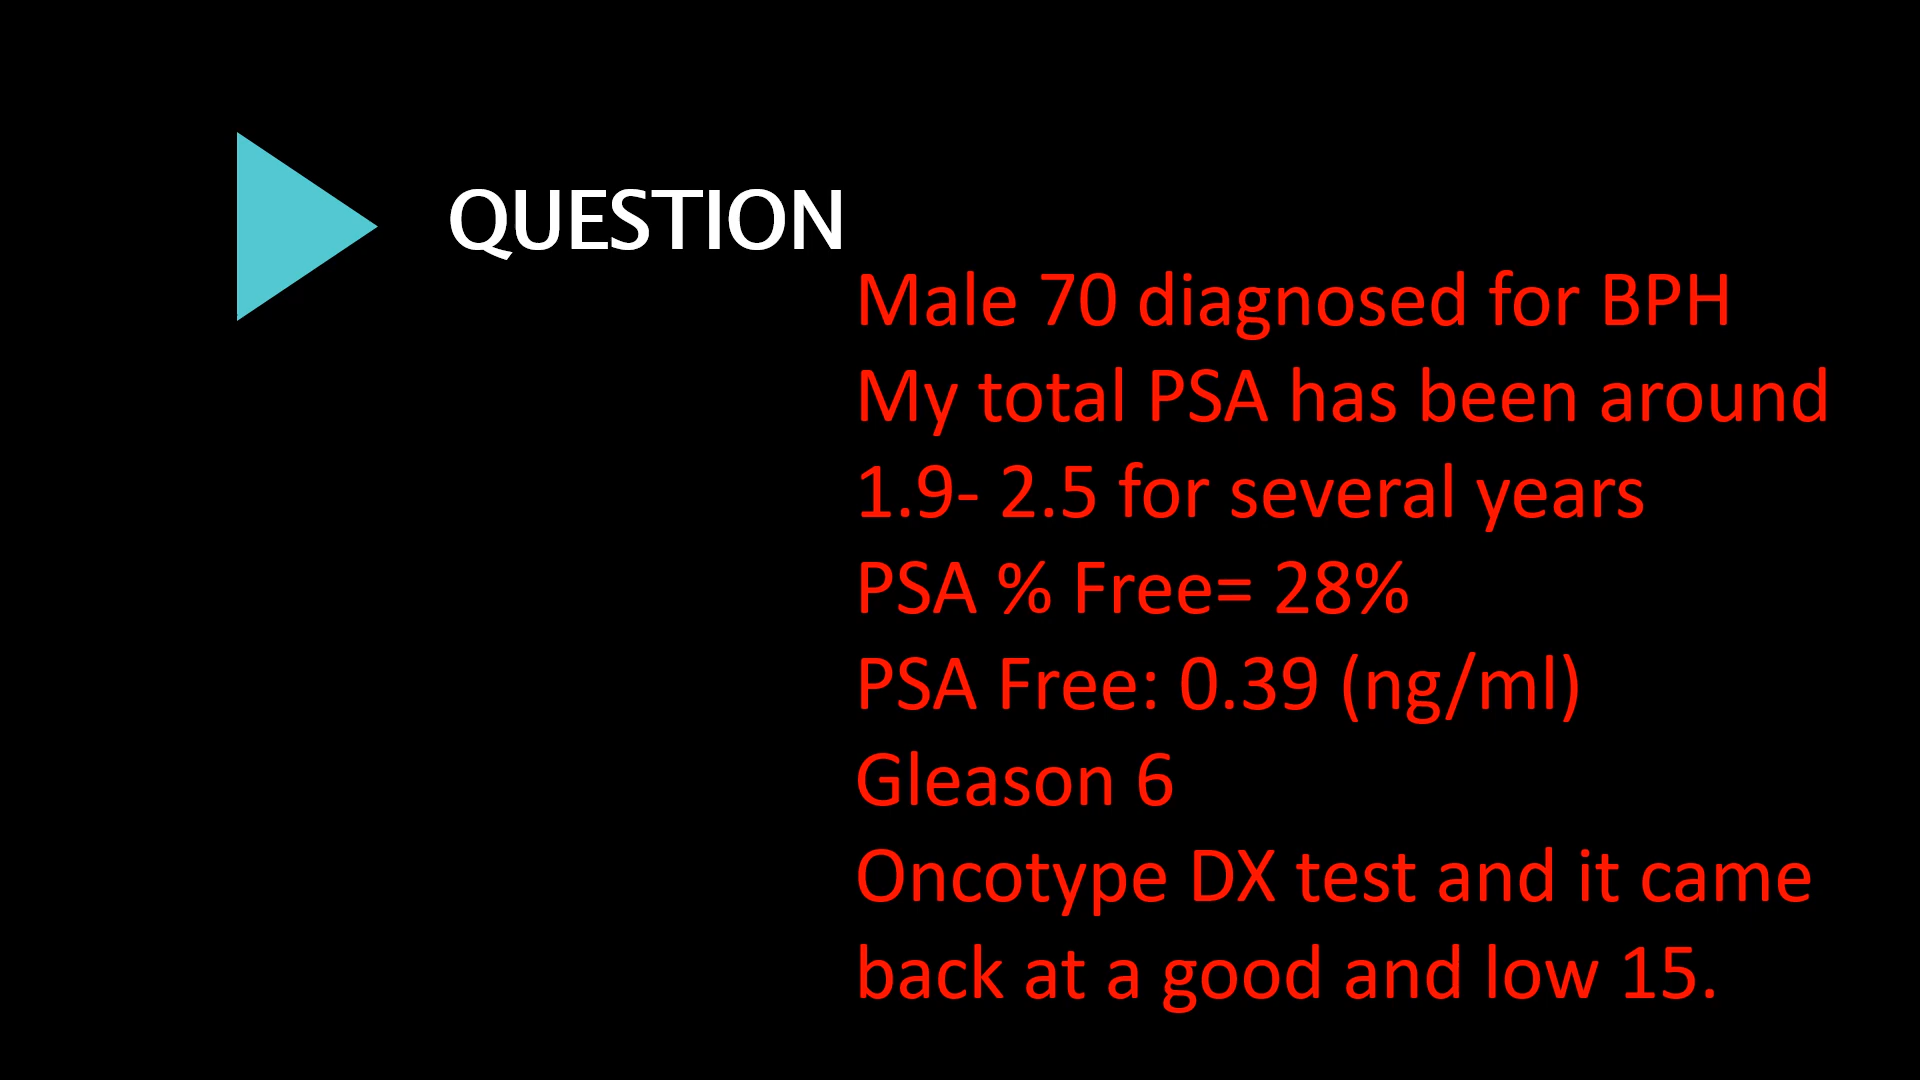 QUESTION
Male 70 diagnosed for BPH
My total PSA has been around
1.9- 2.5 for several years
PSA % Free= 28%
PSA Free: 0.39 (ng/ml)
Gleason 6
Oncotype DX test and it came
back at a good and low 15.